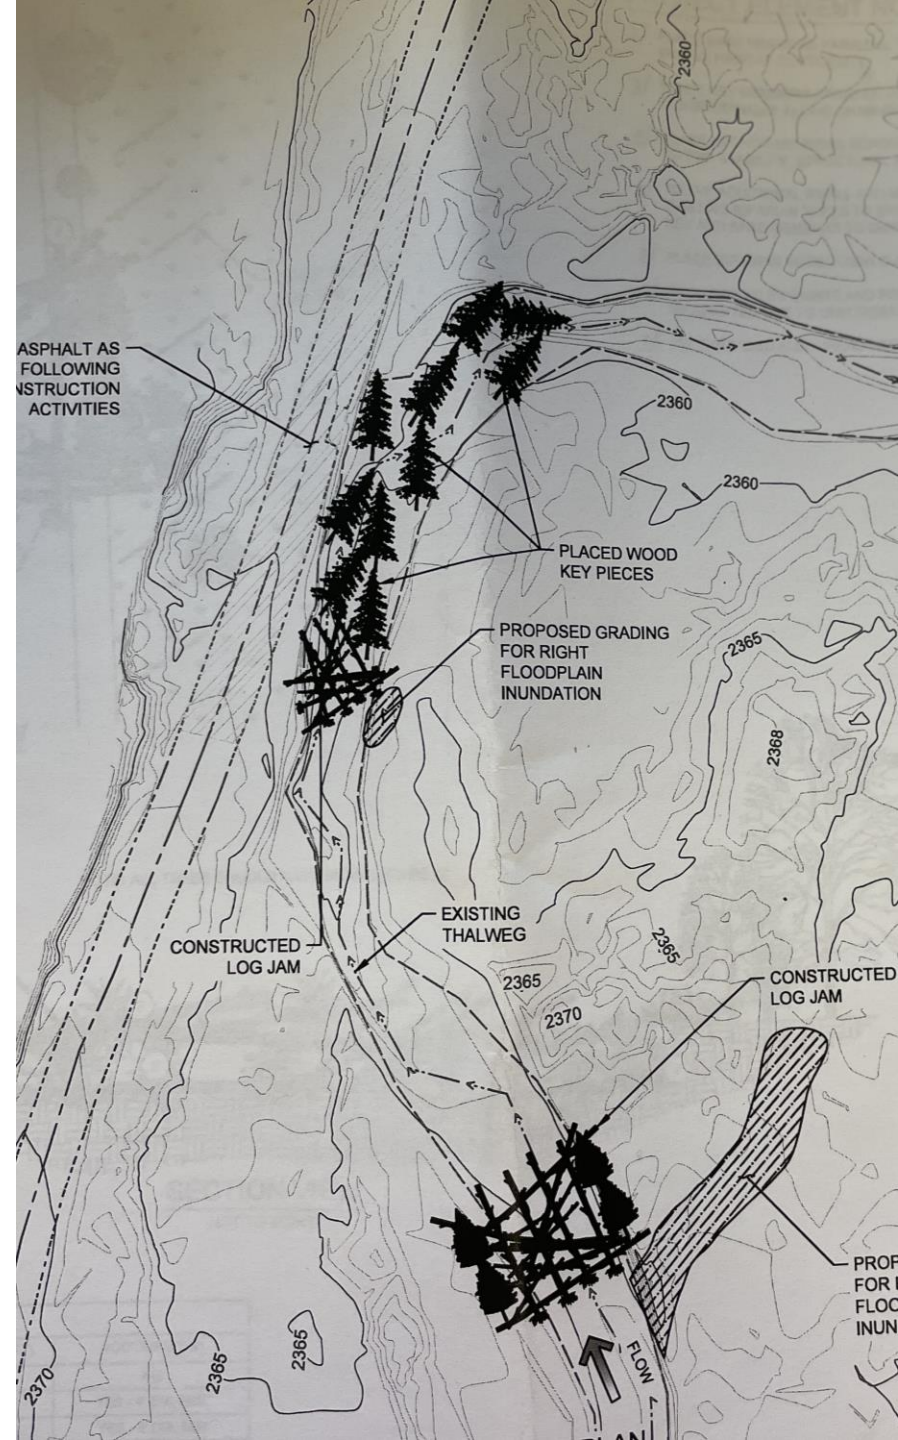 2360
ASPHALT AS
FOLLOWING
NSTRUCTION
ACTIVITIES
2360
2360
PLACED WOOD
KEY PIECES
PROPOSED GRADING
FOR RIGHT
FLOODPLAIN
INUNDATION
2365
2368
EXISTING
THALWEG
CONSTRUCTED
LOG JAM
2365
2365
2370
CONSTRUCTED
LOG JAM
PROP
FOR
FLOO
INUN
FLOW
2365
2365
2370
PLAN